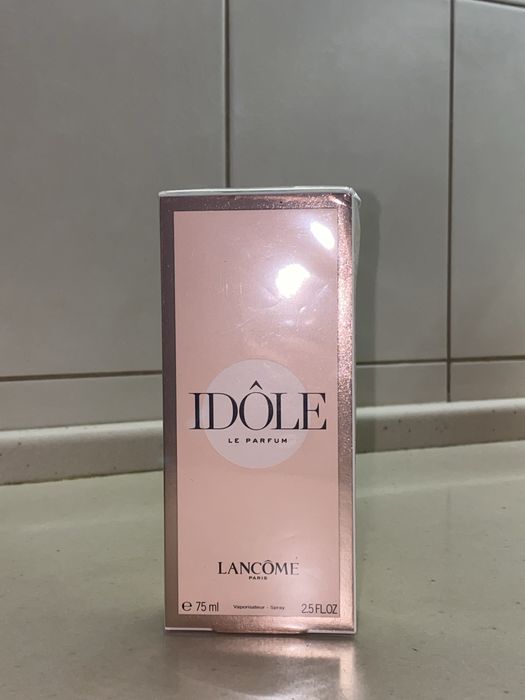 IDÔLE
LE PARFUM
LANCÔME
PARIS
℮ 75 ml Vaporisateur - Spray 2.5 FL.OZ